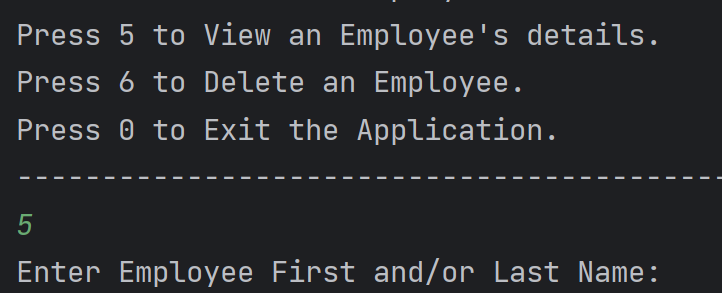 Press 5 to View an Employee's details.
Press 6 to Delete an Employee.
Press 0 to Exit the Application.
------------------------------------------
5
Enter Employee First and/or Last Name: